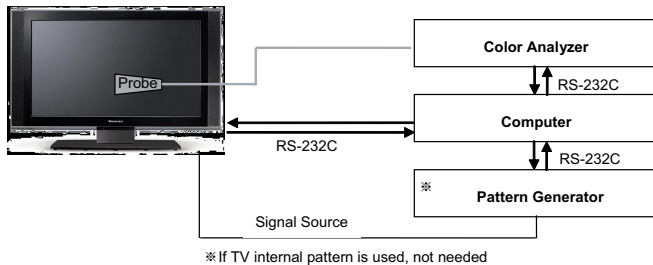 Color Analyzer
Probe
RS-232C
Computer
RS-232C
RS-232C
※
Pattern Generator
Signal Source
※If TV internal pattern is used, not needed